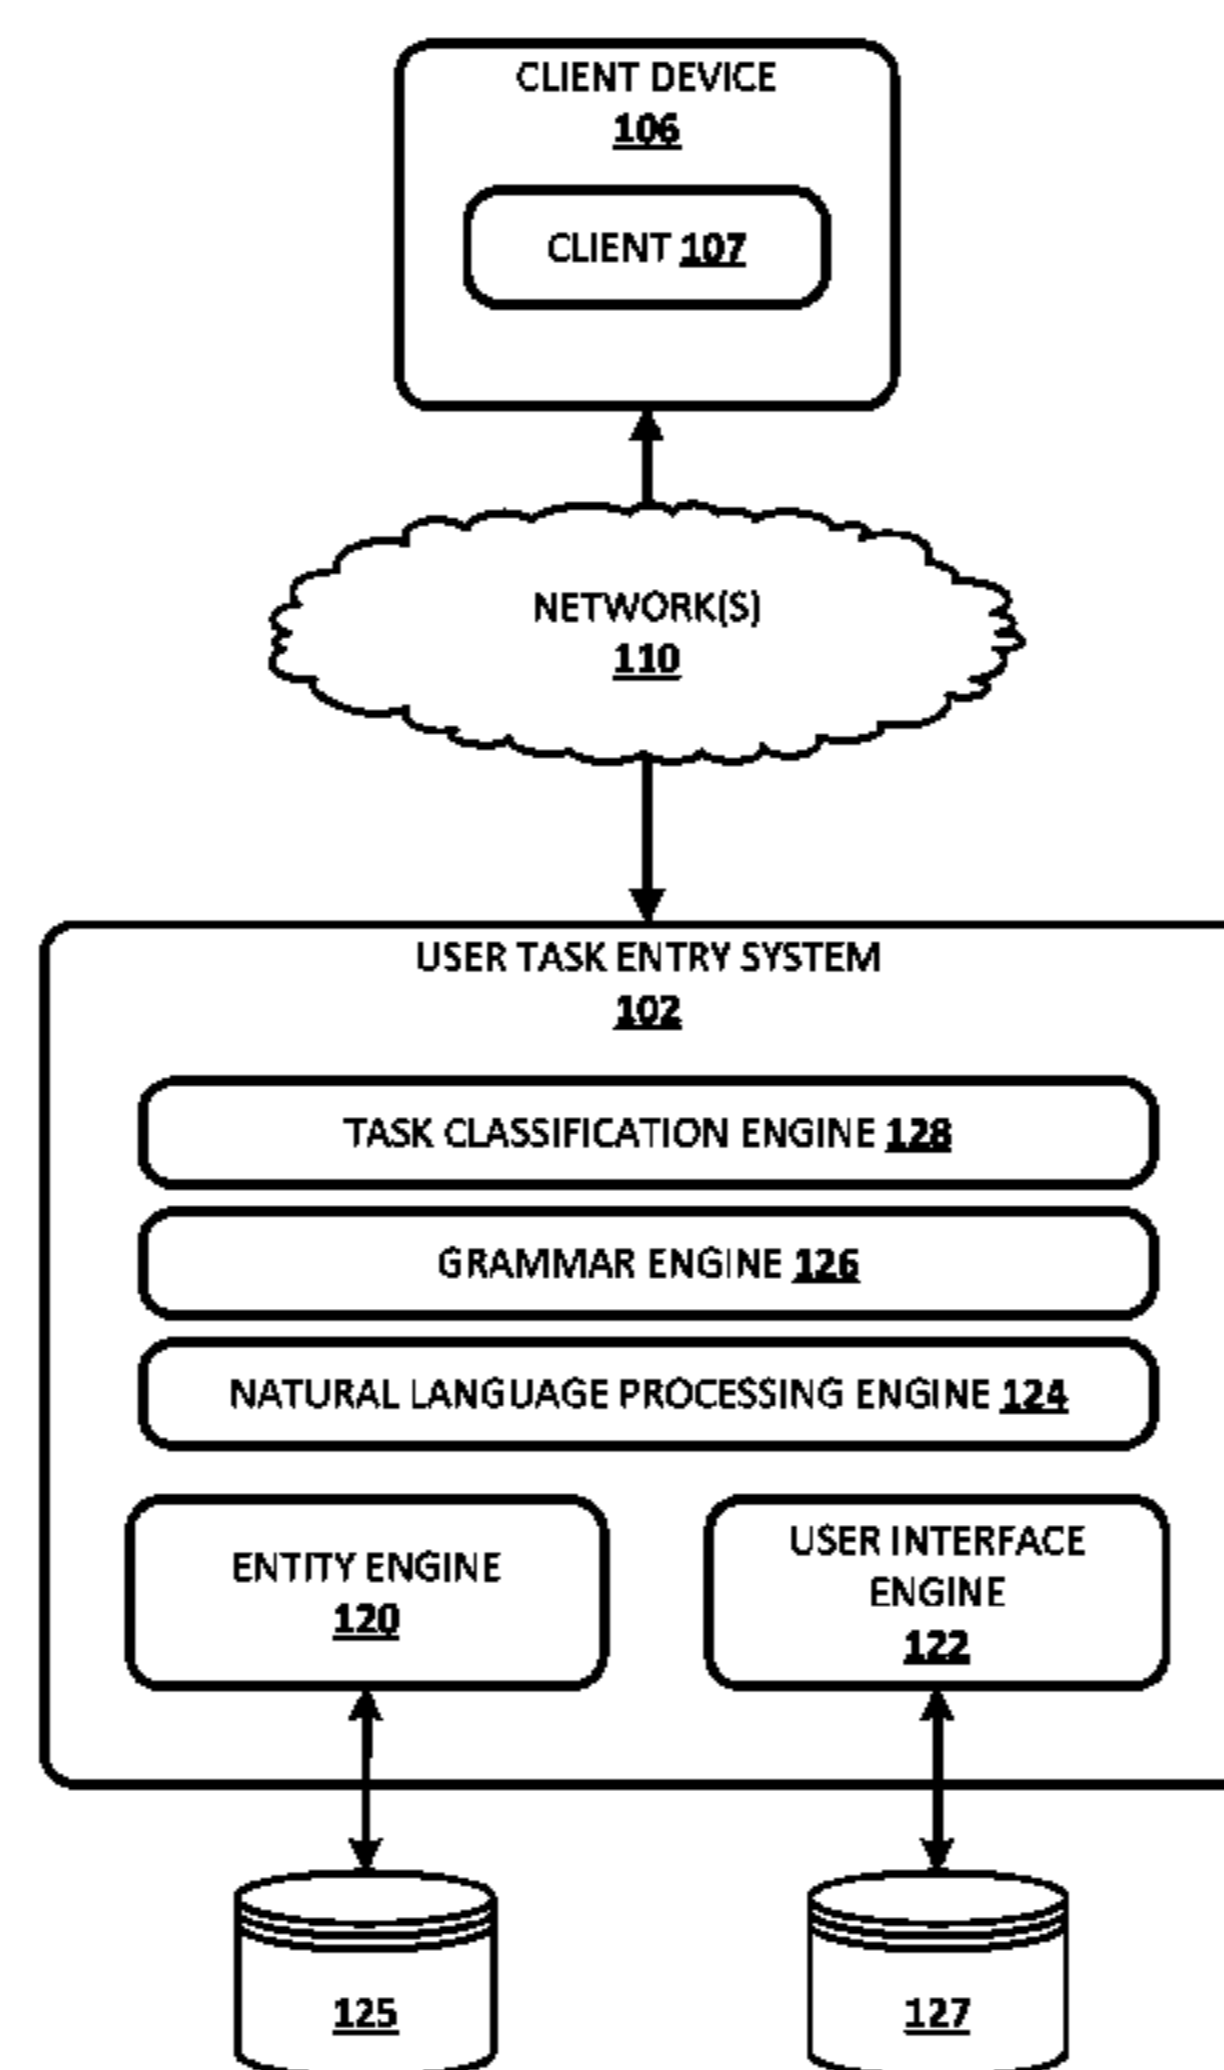 CLIENT DEVICE
106
CLIENT 107
NETWORK(S)
110
USER TASK ENTRY SYSTEM
102
TASK CLASSIFICATION ENGINE 128
GRAMMAR ENGINE 126
NATURAL LANGUAGE PROCESSING ENGINE 124
ENTITY ENGINE
120
USER INTERFACE
ENGINE
122
125
127